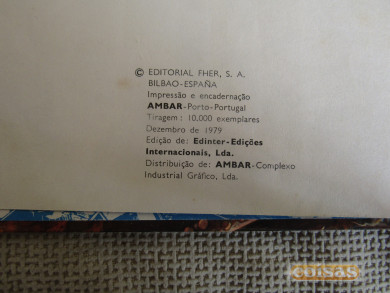 © EDITORIAL FHER, S. A.
BILBAO-ESPAÑA
Impressão e encadernação
AMBAR-Porto-Portugal
Tiragem: 10,000 exemplares
Dezembro de 1979
Edição de: Edinter-Edições
Internacionais, Lda.
Distribuição de: AMBAR-Complexo
Industrial Gráfico, Lda.
coisas